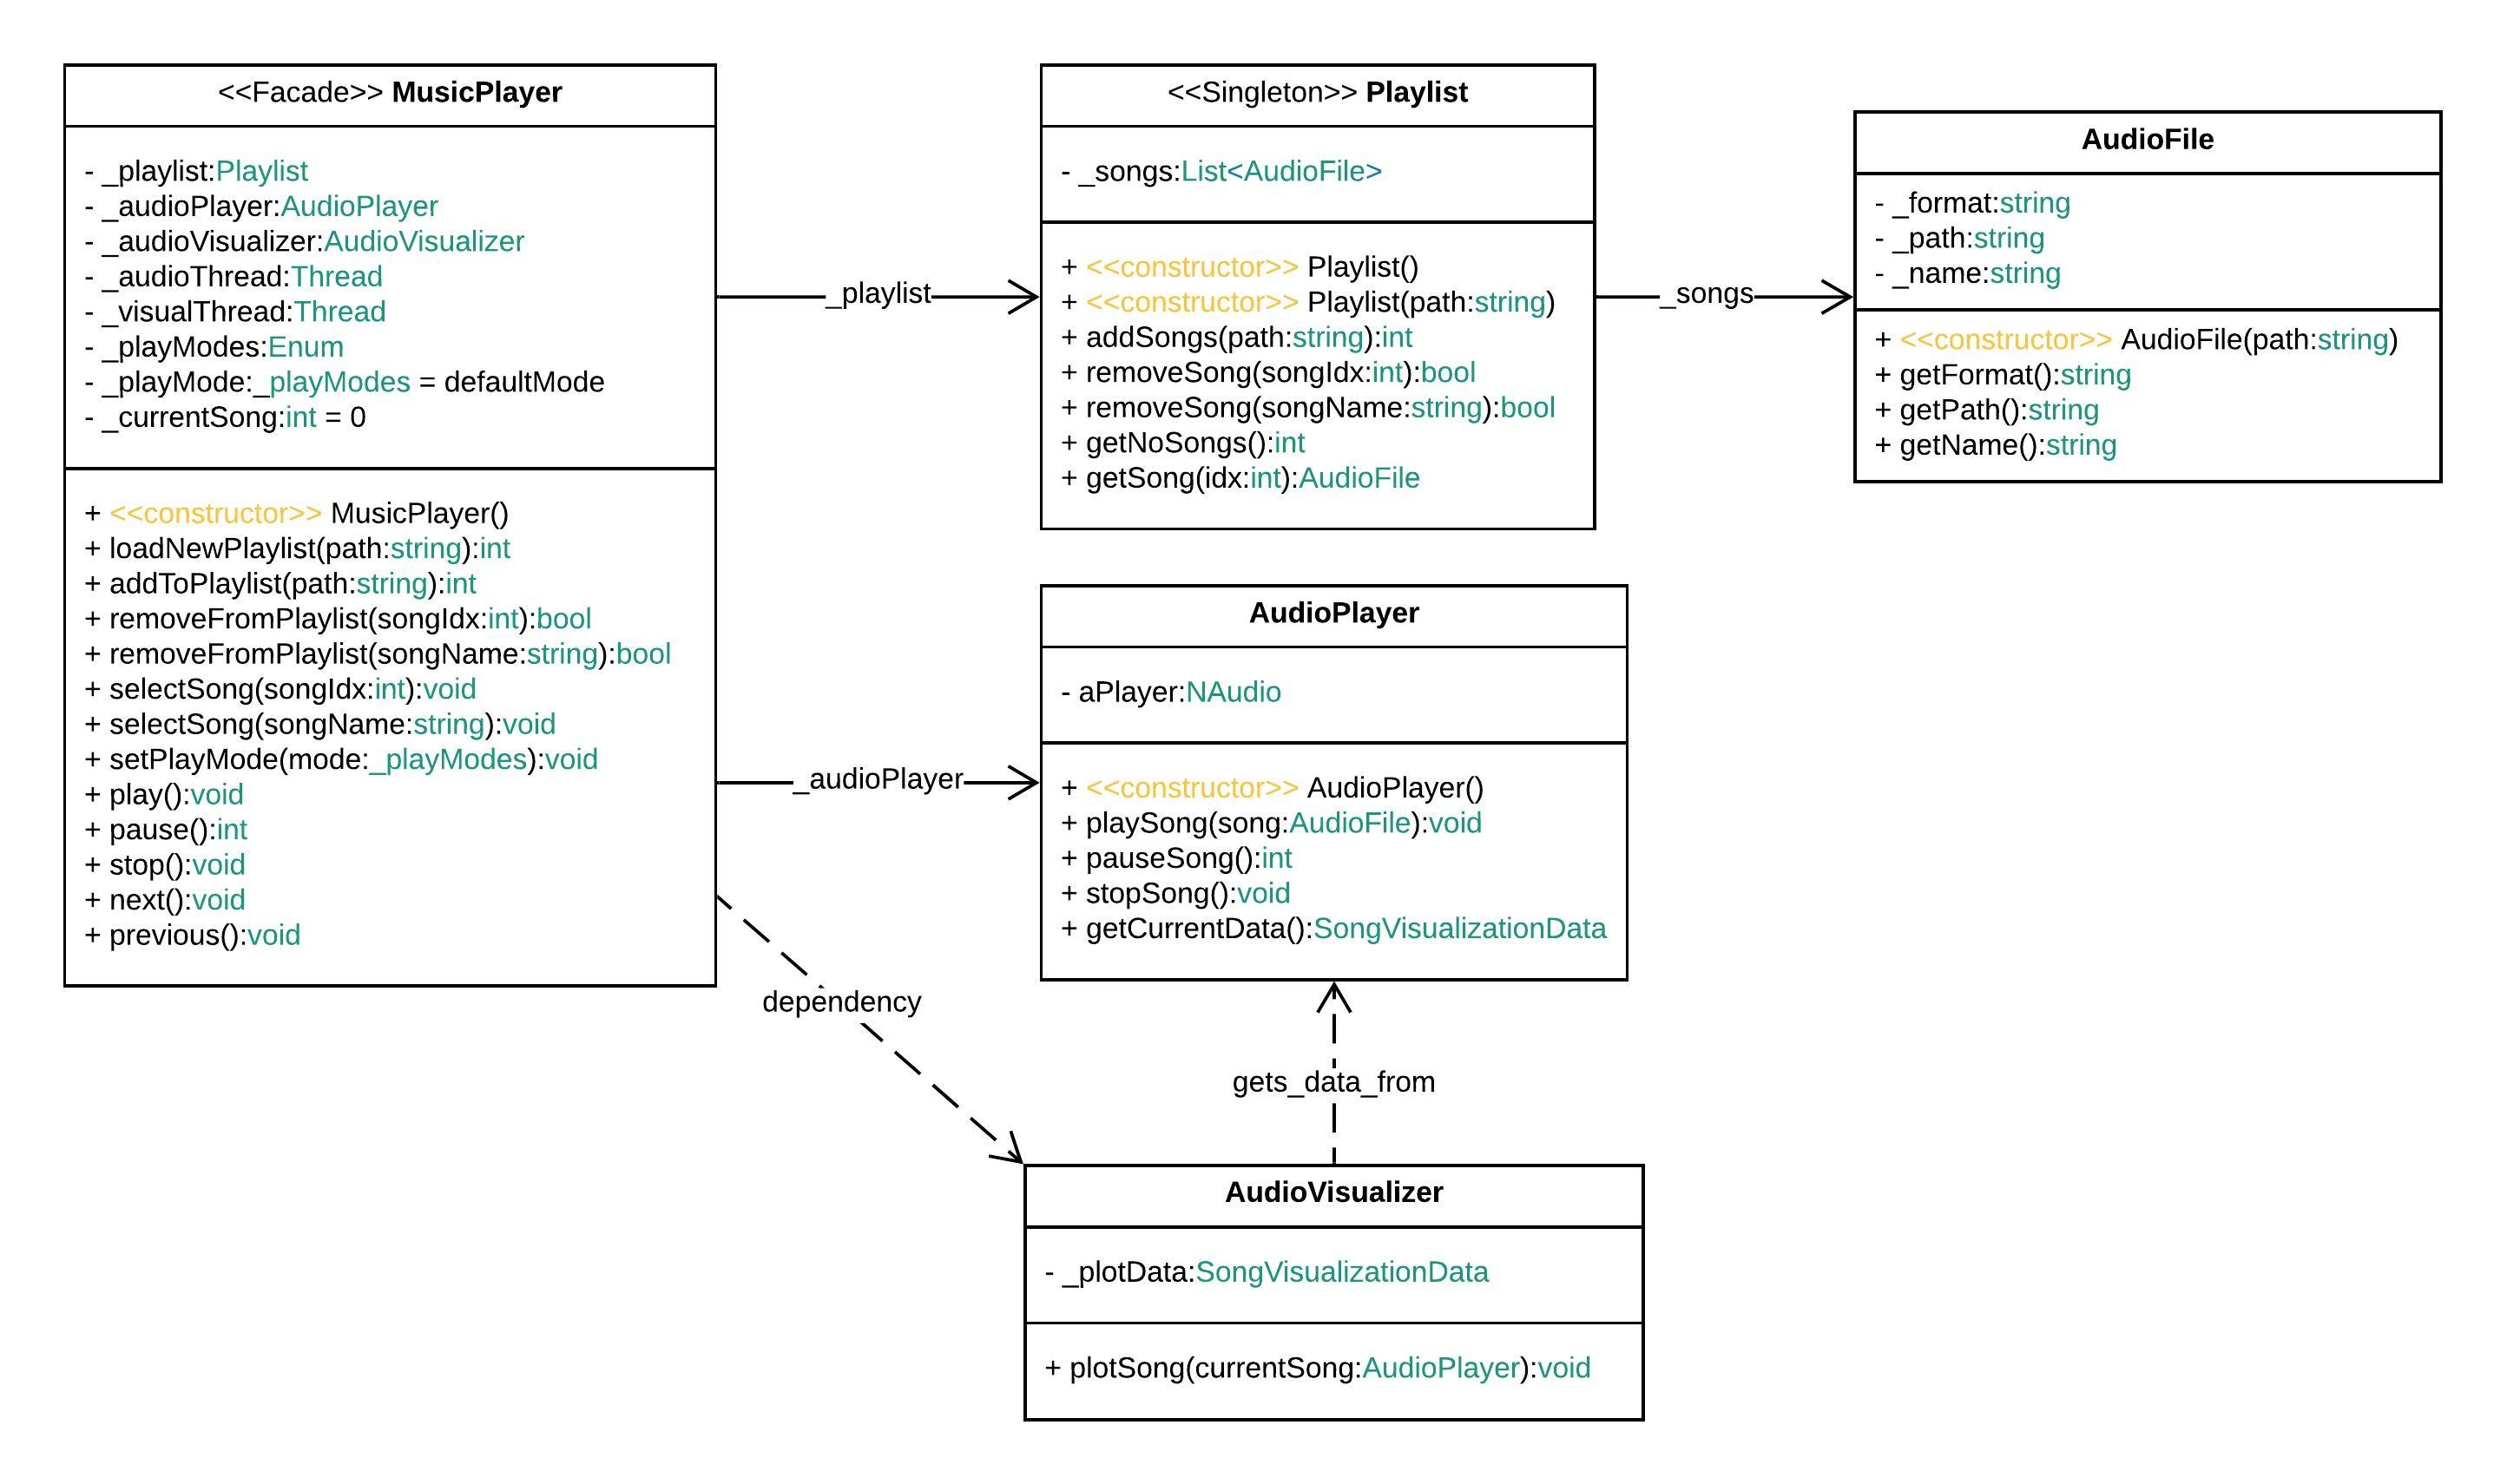 <<Facade>> MusicPlayer
- _playlist:Playlist
- _audioPlayer:AudioPlayer
- _audioVisualizer:AudioVisualizer
- _audioThread:Thread
- _visualThread:Thread
- _playModes:Enum
- _playMode:_playModes = defaultMode
- _currentSong:int = 0
+ <<constructor>> MusicPlayer()
+ loadNewPlaylist(path:string):int
+ addToPlaylist(path:string):int
+ removeFromPlaylist(songIdx:int):bool
+ removeFromPlaylist(songName:string):bool
+ selectSong(songIdx:int):void
+ selectSong(songName:string):void
+ setPlayMode(mode:_playModes):void
+ play():void
+ pause():int
+ stop():void
+ next():void
+ previous():void
_playlist
<<Singleton>> Playlist
- _songs:List<AudioFile>
+ <<constructor>> Playlist()
+ <<constructor>> Playlist(path:string)
+ addSongs(path:string):int
+ removeSong(songIdx:int):bool
+ removeSong(songName:string):bool
+ getNoSongs():int
+ getSong(idx:int):AudioFile
_songs
AudioFile
- _format:string
- _path:string
- _name:string
+ <<constructor>> AudioFile(path:string)
+ getFormat():string
+ getPath():string
+ getName():string
_audioPlayer
AudioPlayer
- aPlayer:NAudio
+ <<constructor>> AudioPlayer()
+ playSong(song:AudioFile):void
+ pauseSong():int
+ stopSong():void
+ getCurrentData():SongVisualizationData
dependency
gets_data_from
AudioVisualizer
- _plotData:SongVisualizationData
+ plotSong(currentSong:AudioPlayer):void